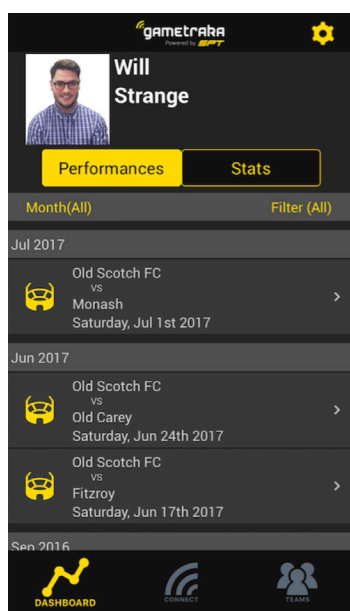 gametraka
Powered by SPT
Will
Strange
Performances
Stats
Month(All)
Filter (All)
Jul 2017
Old Scotch FC
vs
Monash
Saturday, Jul 1st 2017
Jun 2017
Old Scotch FC
vs
Old Carey
Saturday, Jun 24th 2017
Old Scotch FC
vs
Fitzroy
Saturday, Jun 17th 2017
Sep 2016
DASHBOARD
CONNECT
TEAMS